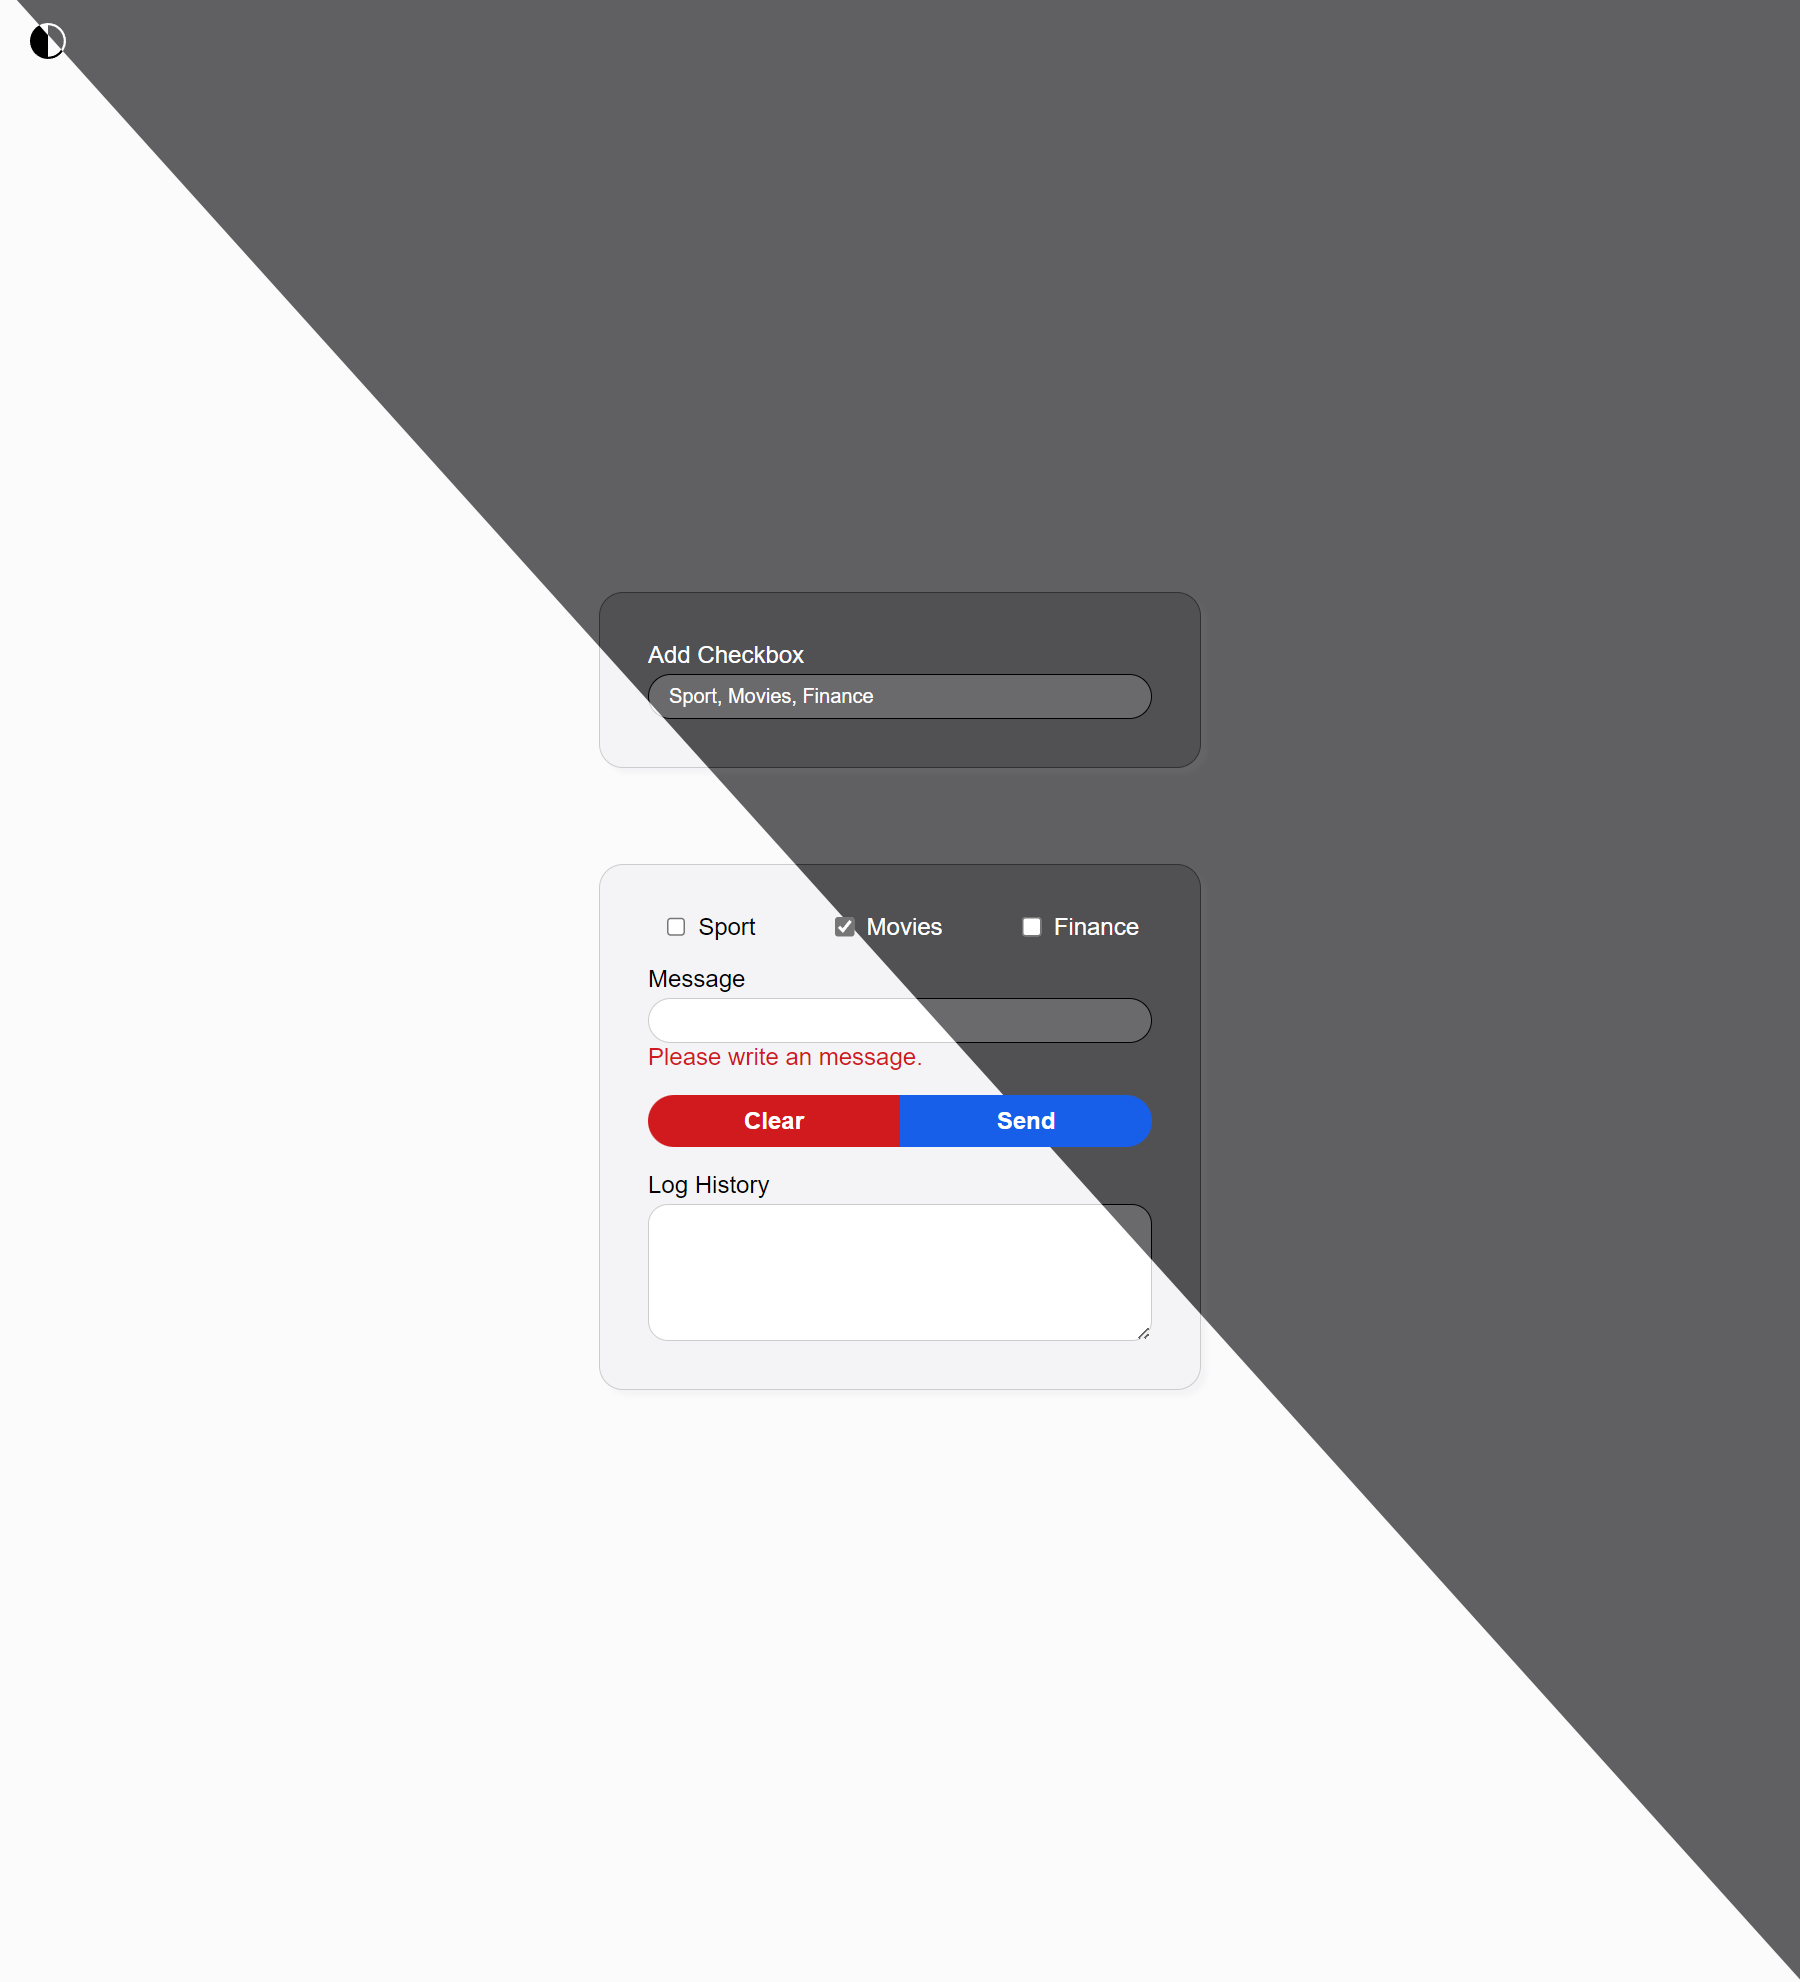 Add Checkbox
Sport, Movies, Finance
Sport Movies Finance
Message
Please write an message.
Clear Send
Log History